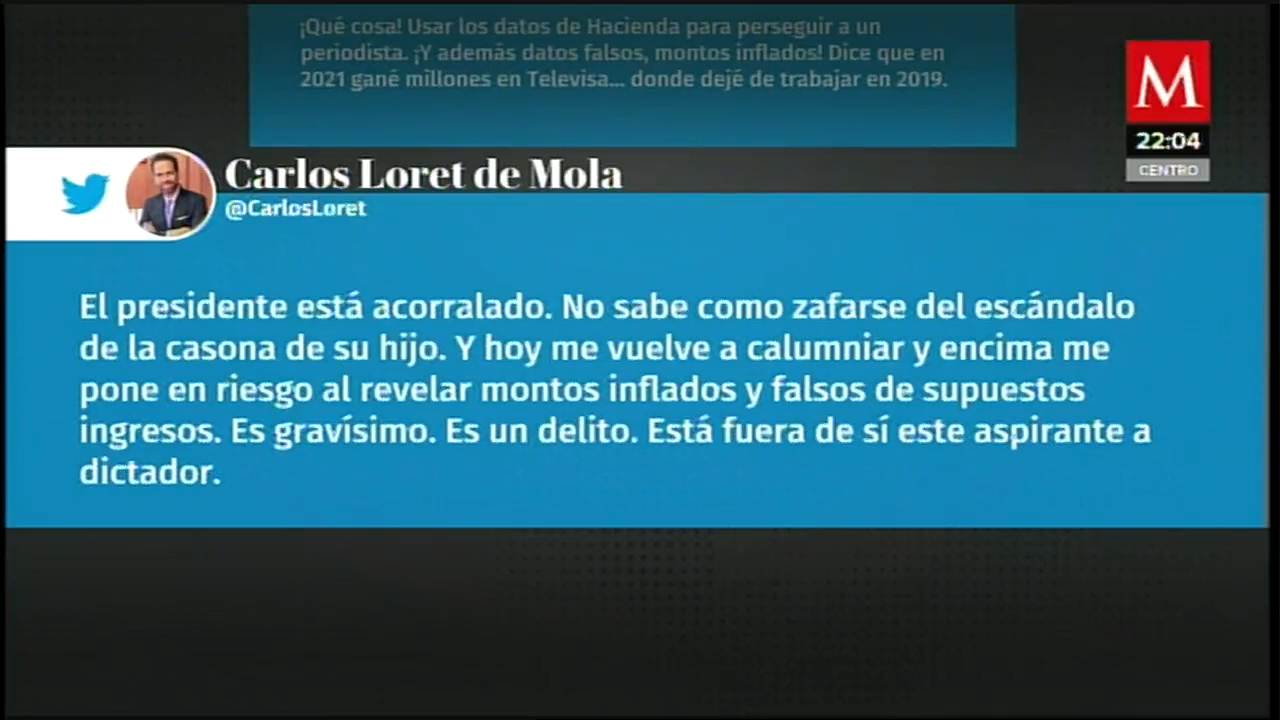 ¡Qué cosa! Usar los datos de Hacienda para perseguir a un
periodista. ¡Y además datos falsos, montos inflados! Dice que en
2021 gané millones en Televisa... donde dejé de trabajar en 2019.
M
22:04
CENTRO
Carlos Loret de Mola
@CarlosLoret
El presidente está acorralado. No sabe como zafarse del escándalo
de la casona de su hijo. Y hoy me vuelve a calumniar y encima me
pone en riesgo al revelar montos inflados y falsos de supuestos
ingresos. Es gravísimo. Es un delito. Está fuera de sí este aspirante a
dictador.